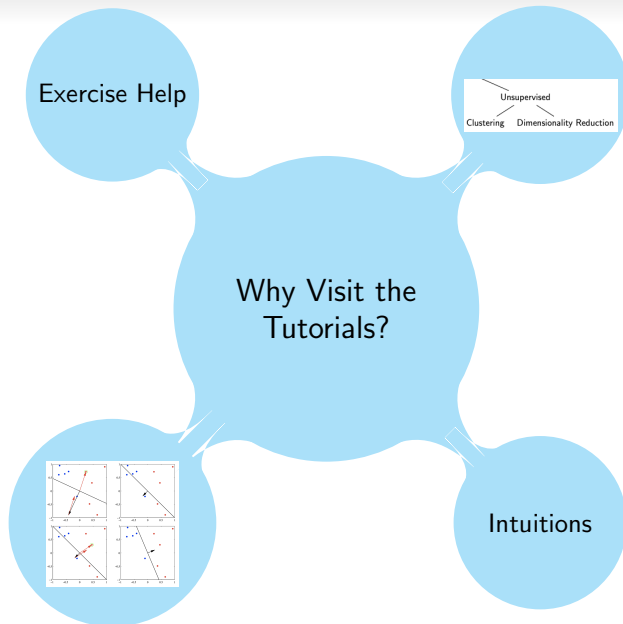 Exercise Help
Unsupervised
Clustering Dimensionality Reduction
Why Visit the
Tutorials?
Intuitions